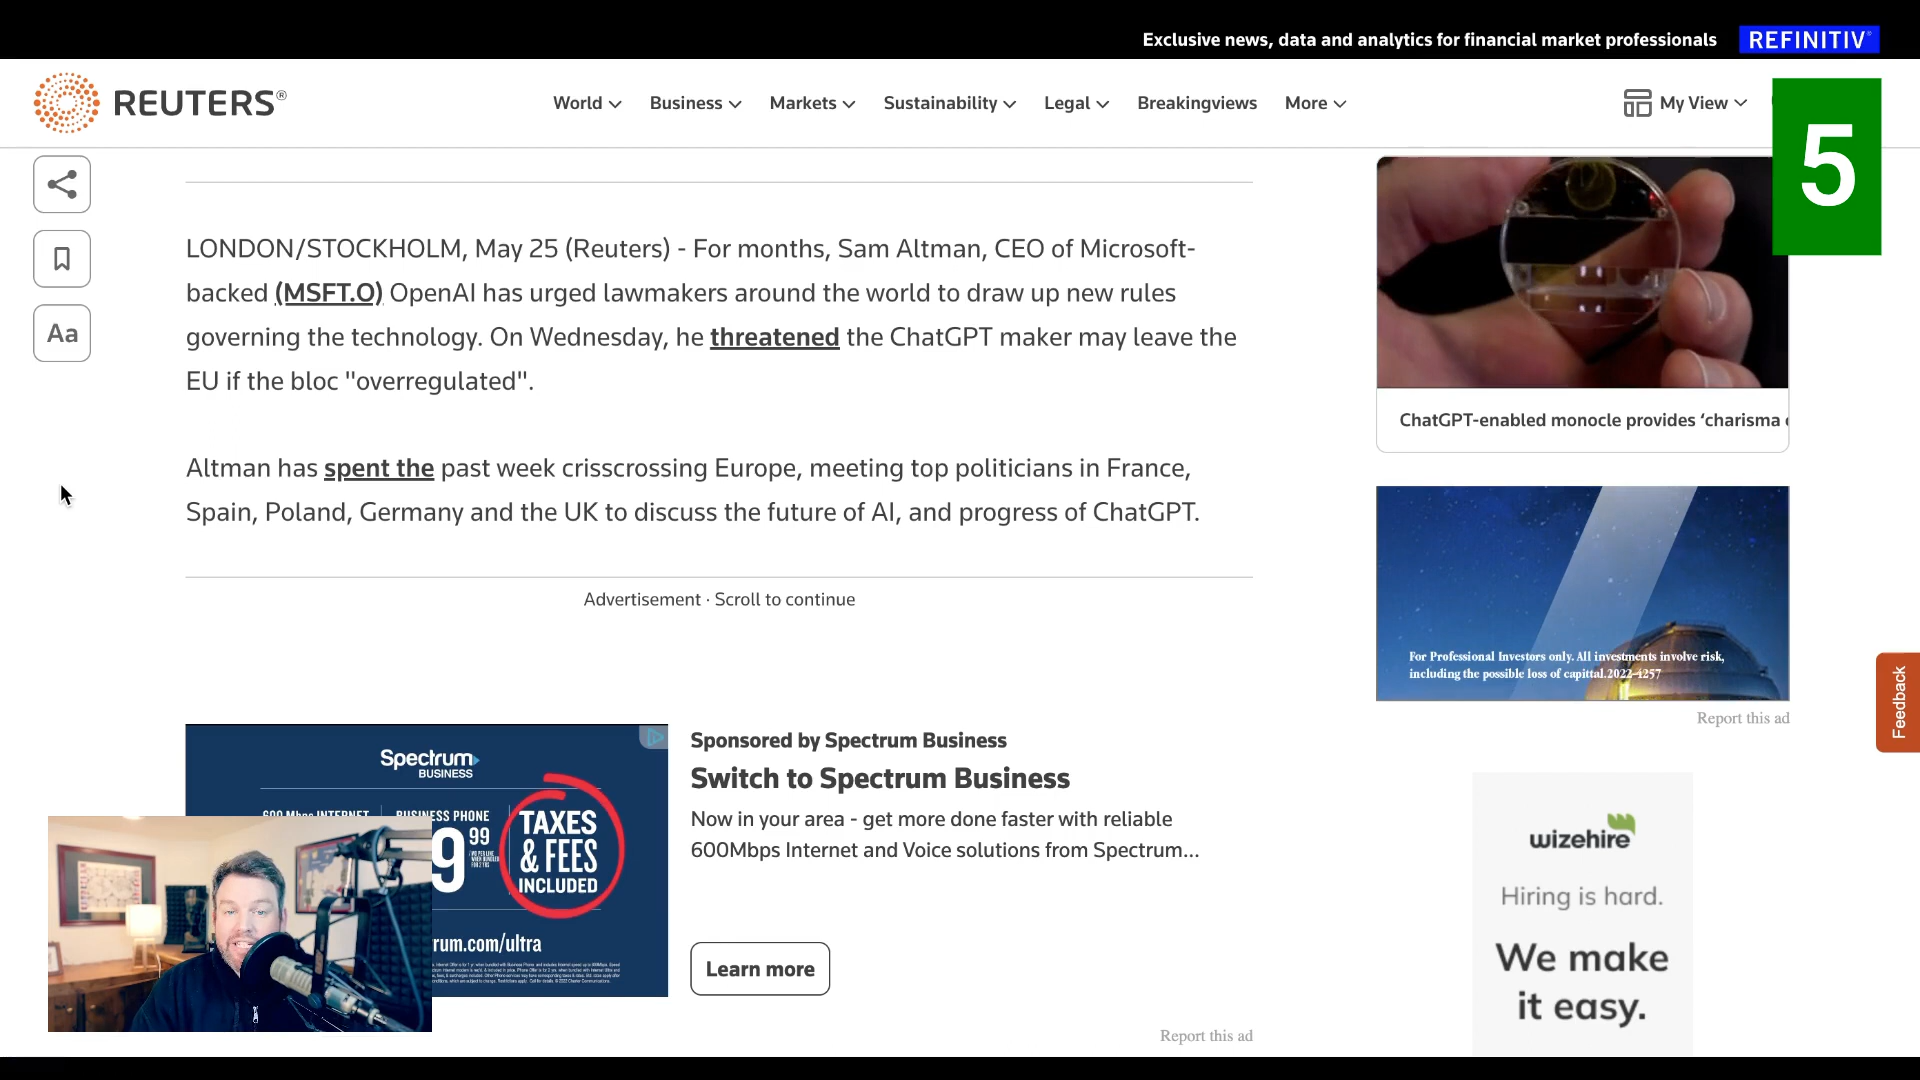 Exclusive news, data and analytics for financial market professionals REFINITIV
REUTERS®
World Business Markets Sustainability Legal Breakingviews More My View
5
LONDON/STOCKHOLM, May 25 (Reuters) - For months, Sam Altman, CEO of Microsoft-
backed (MSFT.O) OpenAI has urged lawmakers around the world to draw up new rules
governing the technology. On Wednesday, he threatened the ChatGPT maker may leave the
EU if the bloc "overregulated".
Altman has spent the past week crisscrossing Europe, meeting top politicians in France,
Spain, Poland, Germany and the UK to discuss the future of AI, and progress of ChatGPT.
Aa
Advertisement · Scroll to continue
Spectrum
BUSINESS
600 Mbps INTERNET
BUSINESS PHONE
9 99
TAXES
& FEES
INCLUDED
rum.com/ultra
Sponsored by Spectrum Business
Switch to Spectrum Business
Now in your area - get more done faster with reliable
600Mbps Internet and Voice solutions from Spectrum...
Learn more
Report this ad
ChatGPT-enabled monocle provides ‘charisma
For Professional Investors only. All investments involve risk,
including the possible loss of capittal.2022-4257
Report this ad
Feedback
wizehire
Hiring is hard.
We make
it easy.